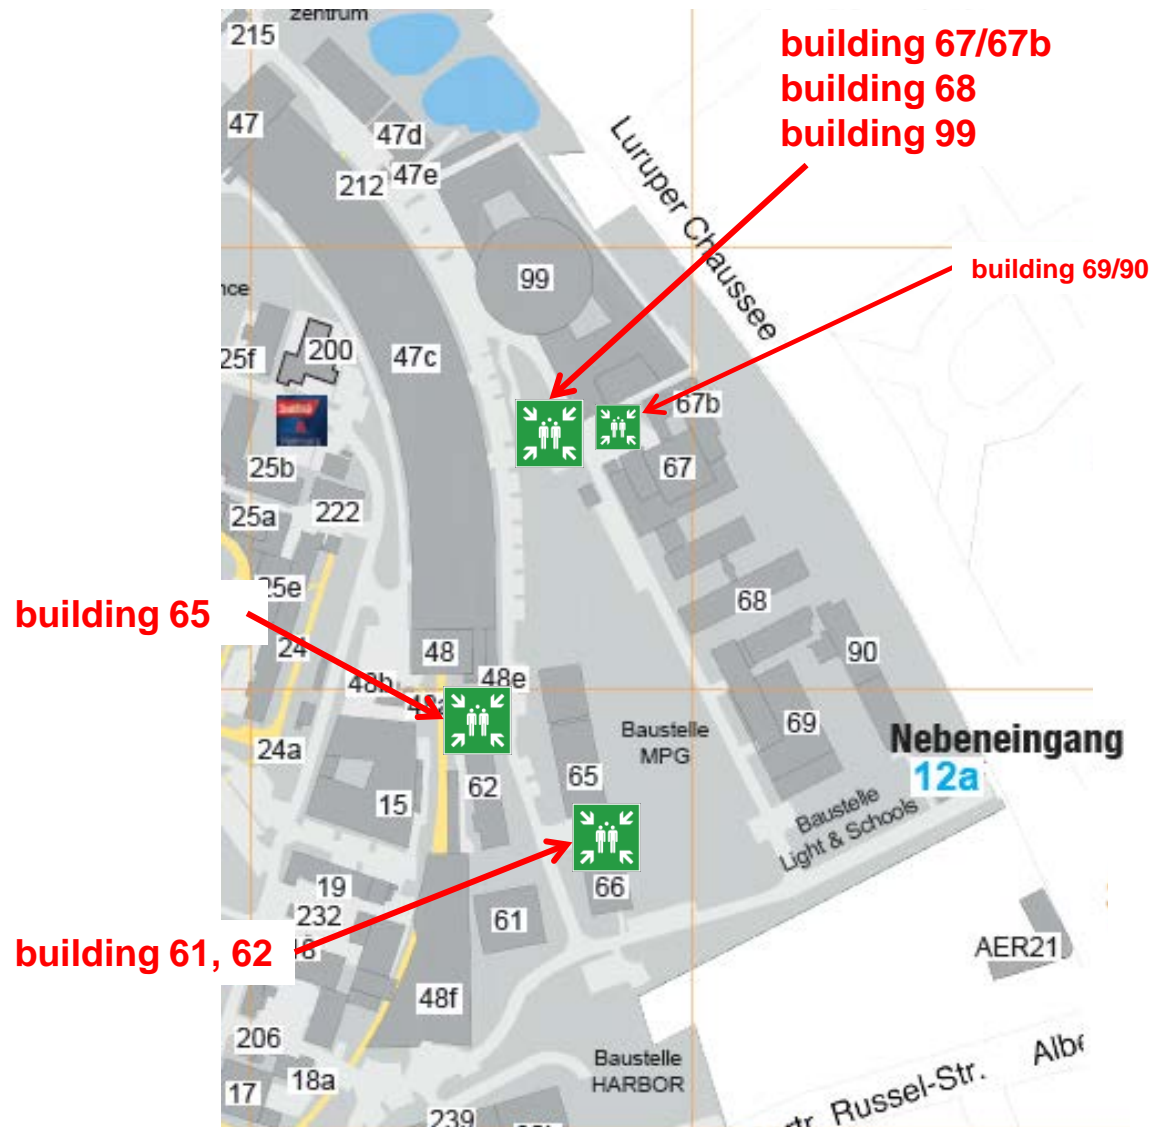 zentrum
215
building 67/67b
building 68
building 99
47
47d
47e
212
Luruper Chaussee
building 69/90
99
nce
25f
200
47c
67b
25b
67
25a
222
25e
building 65
68
24
48
90
48b
48e
24a
69
Baustelle
MPG
Nebeneingang
12a
65
62
15
Baustelle
Light & Schools
19
66
232
61
building 61, 62
AER21
48f
206
Baustelle
HARBOR
18a
17
239
Russel-Str.